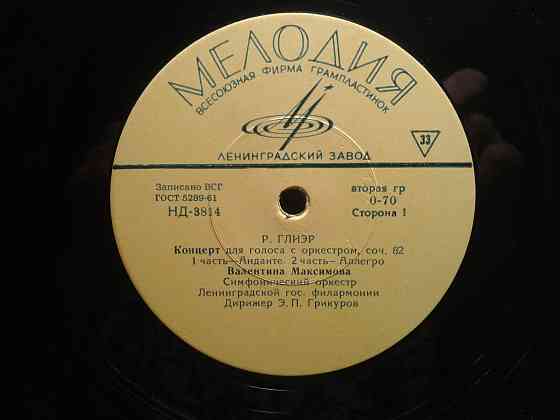 МЕЛОДИЯ
ВСЕСОЮЗНАЯ ФИРМА ГРАМПЛАСТИНОК
ЛЕНИНГРАДСКИЙ ЗАВОД
33
Записано ВСГ
ГОСТ 5289-61
НД-3814
вторая гр
0-70
Сторона 1
Р. ГЛИЭР
Концерт для голоса с оркестром, соч. 82
1 часть—Анданте. 2 часть—Аллегро
Валентина Максимова
Симфонический оркестр
Ленинградской гос. филармонии
Дирижер Э. П. Грикуров